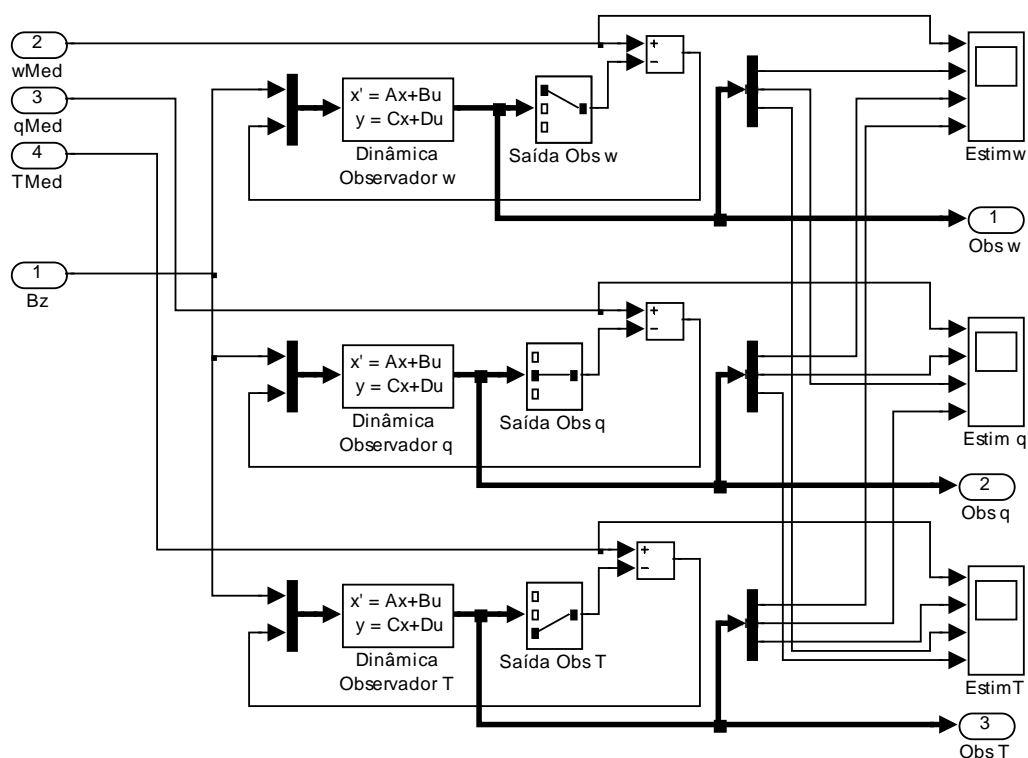 2
wMed
3
qMed
4
TMed
1
Bz
x' = Ax+Bu
y = Cx+Du
Dinâmica
Observador w
Saída Obs w
+
−
Estim w
1
Obs w
x' = Ax+Bu
y = Cx+Du
Dinâmica
Observador q
Saída Obs q
+
−
Estim q
2
Obs q
x' = Ax+Bu
y = Cx+Du
Dinâmica
Observador T
Saída Obs T
+
−
Estim T
3
Obs T